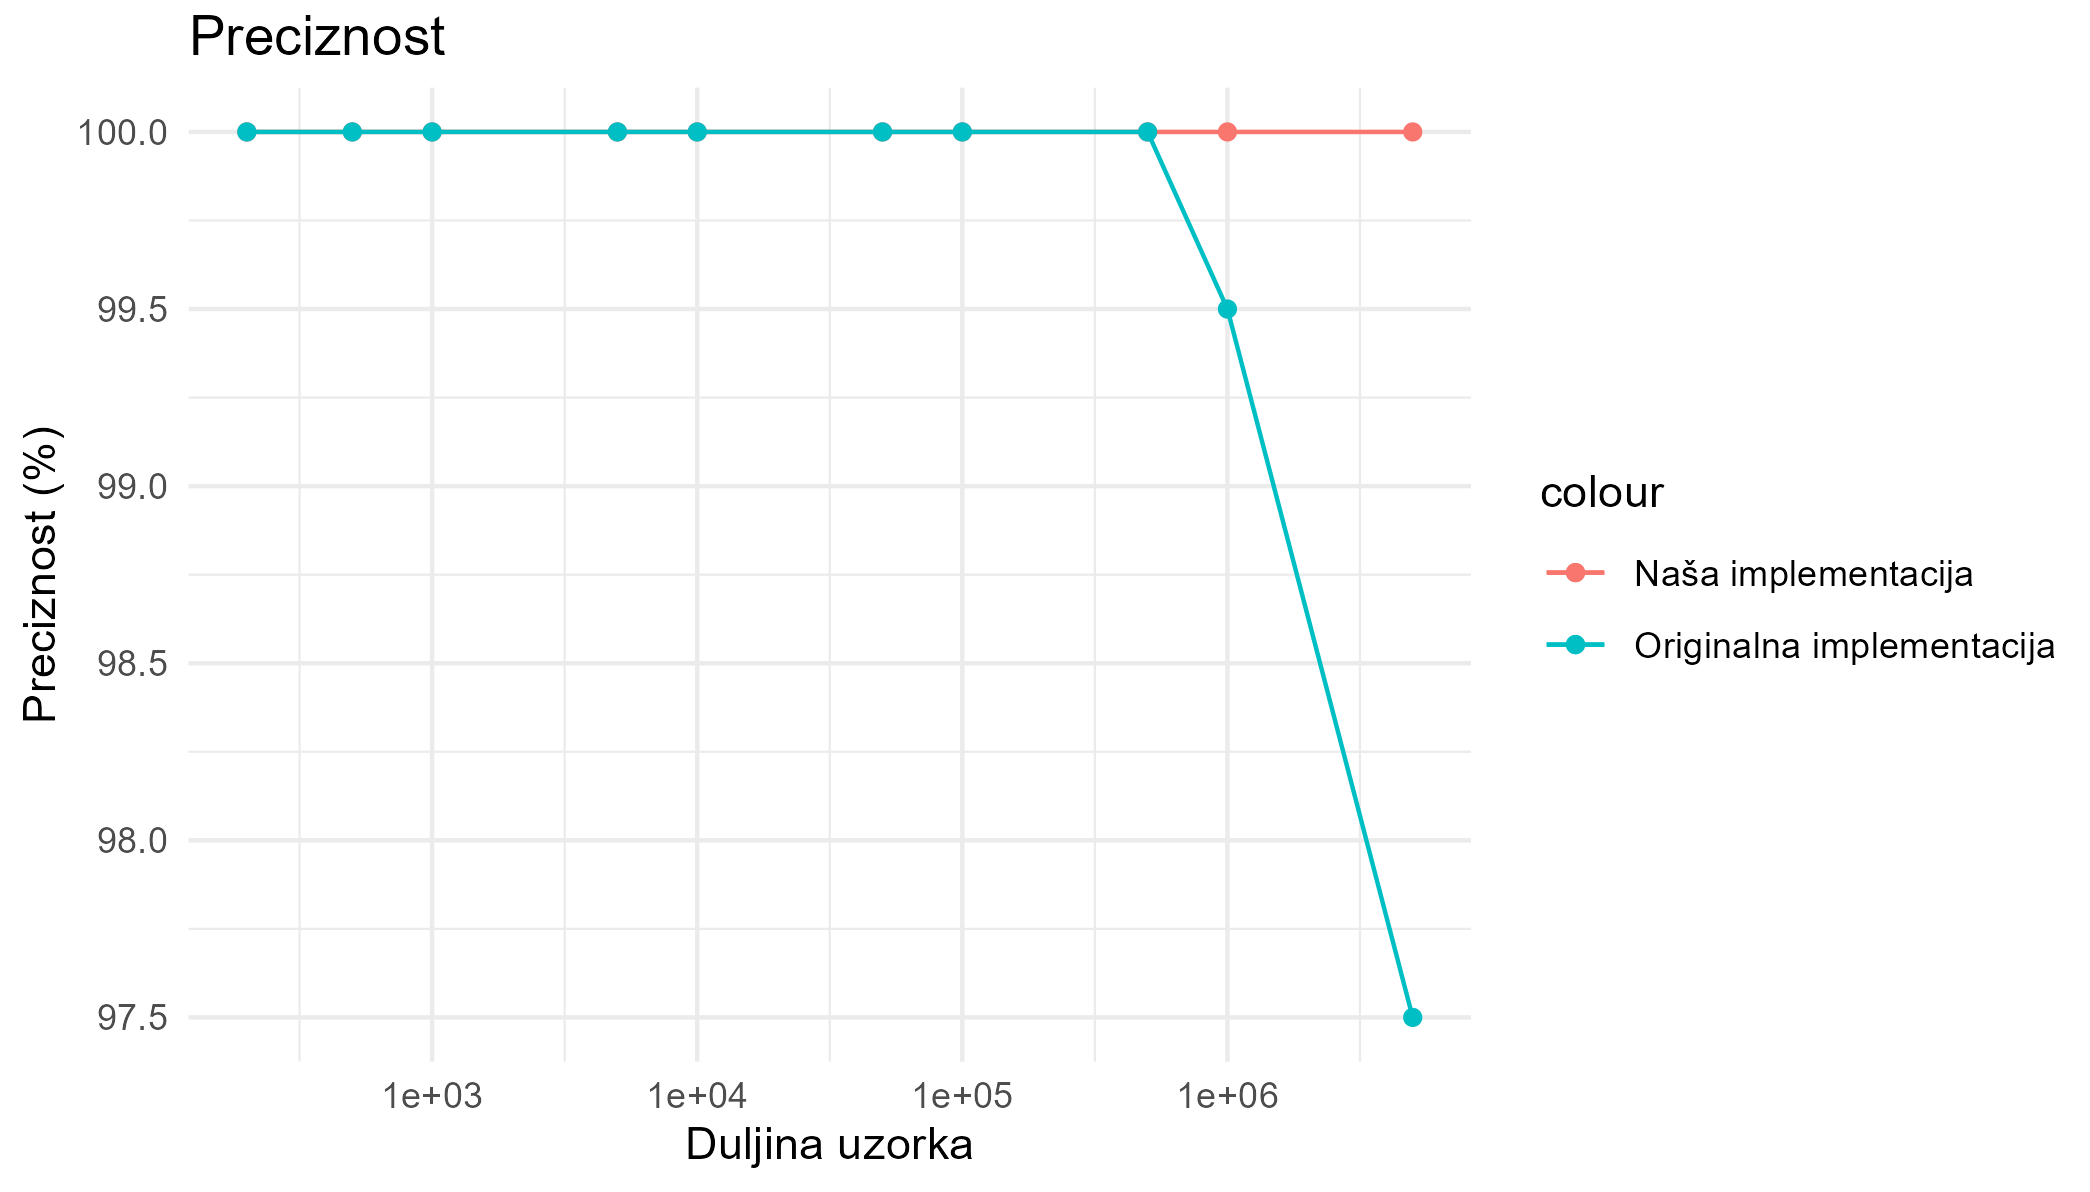 Preciznost
100.0
99.5
99.0
98.5
98.0
97.5
Preciznost (%)
1e+03 1e+04 1e+05 1e+06
Duljina uzorka
colour
Naša implementacija
Originalna implementacija